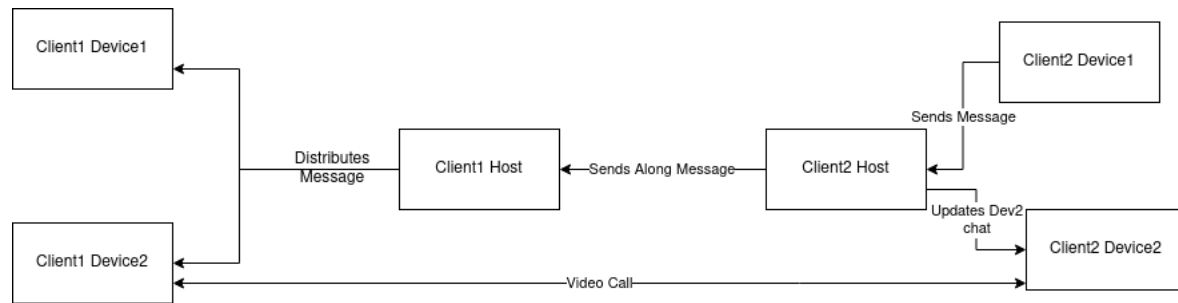 Client1 Device1
Client2 Device1
Sends Message
Distributes
Message
Client1 Host
Sends Along Message
Client2 Host
Updates Dev2
chat
Client1 Device2
Client2 Device2
Video Call